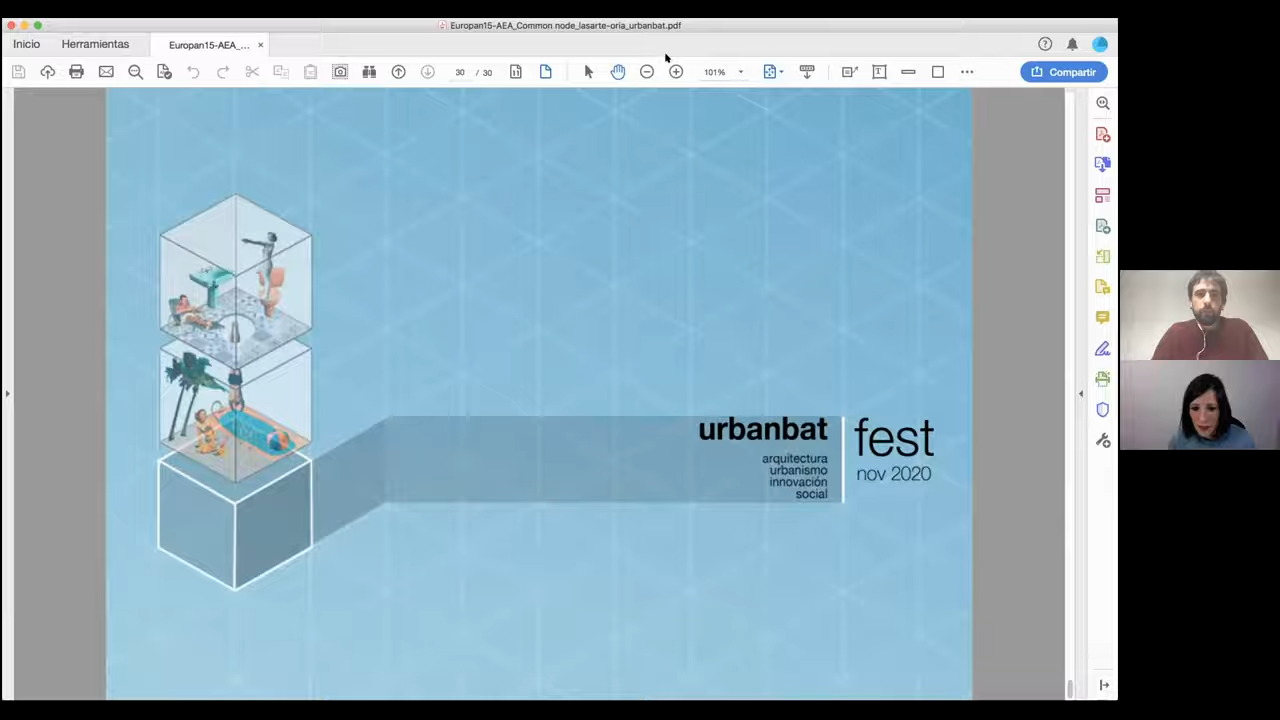 Europan15-AEA_Common node_lasarte-oria_urbanbat.pdf
Inicio
Herramientas
Europan15-AEA_...
30 / 30
101%
Compartir
urbanbat
arquitectura
urbanismo
innovación
social
fest
nov 2020